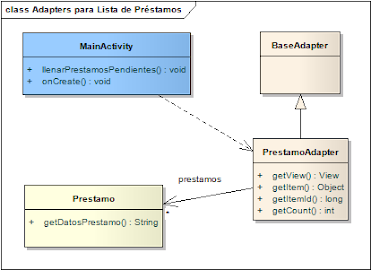 class Adapters para Lista de Préstamos
MainActivity
+ llenarPrestamosPendientes() : void
+ onCreate() : void
BaseAdapter
PrestamoAdapter
+ getView() : View
+ getItem() : Object
+ getItemId() : long
+ getCount() : int
prestamos
*
Prestamo
+ getDatosPrestamo() : String